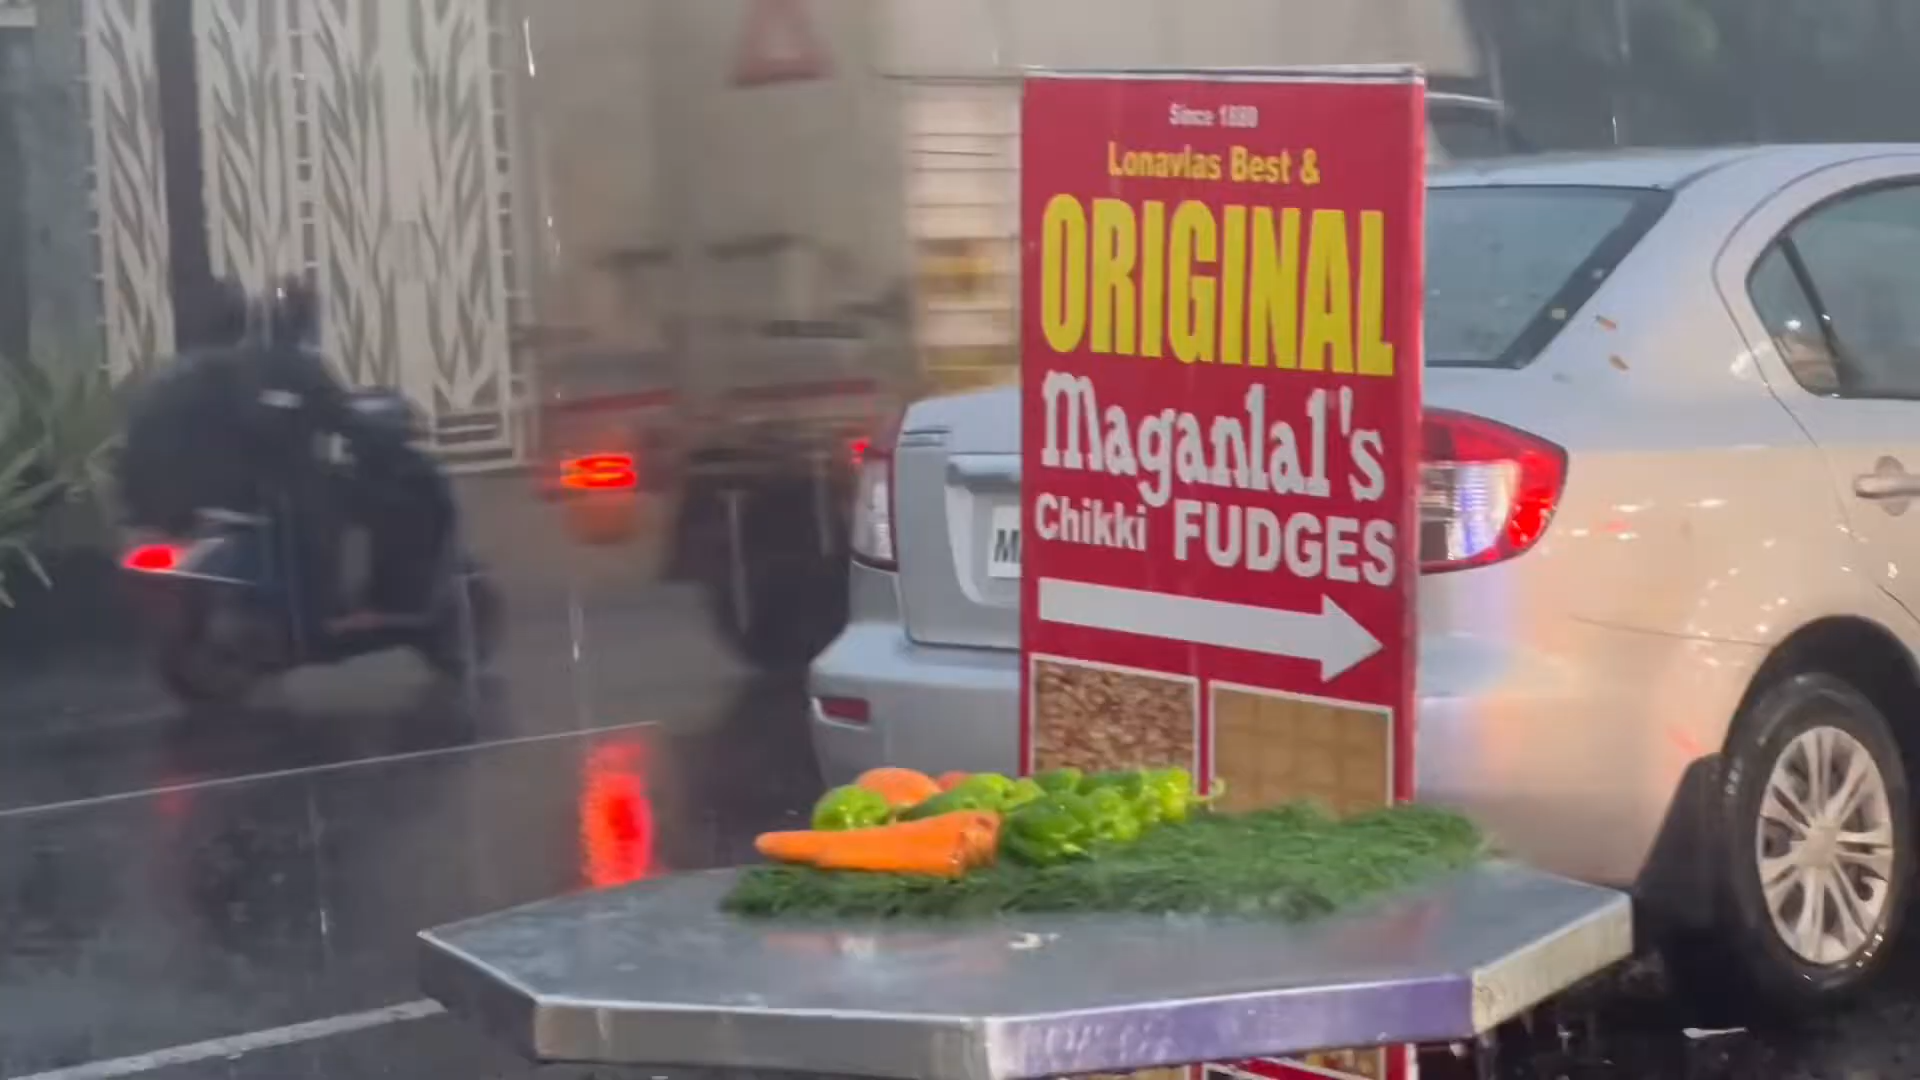 Since 1880
Lonavlas Best &
ORIGINAL
Maganlal's
Chikki FUDGES
M